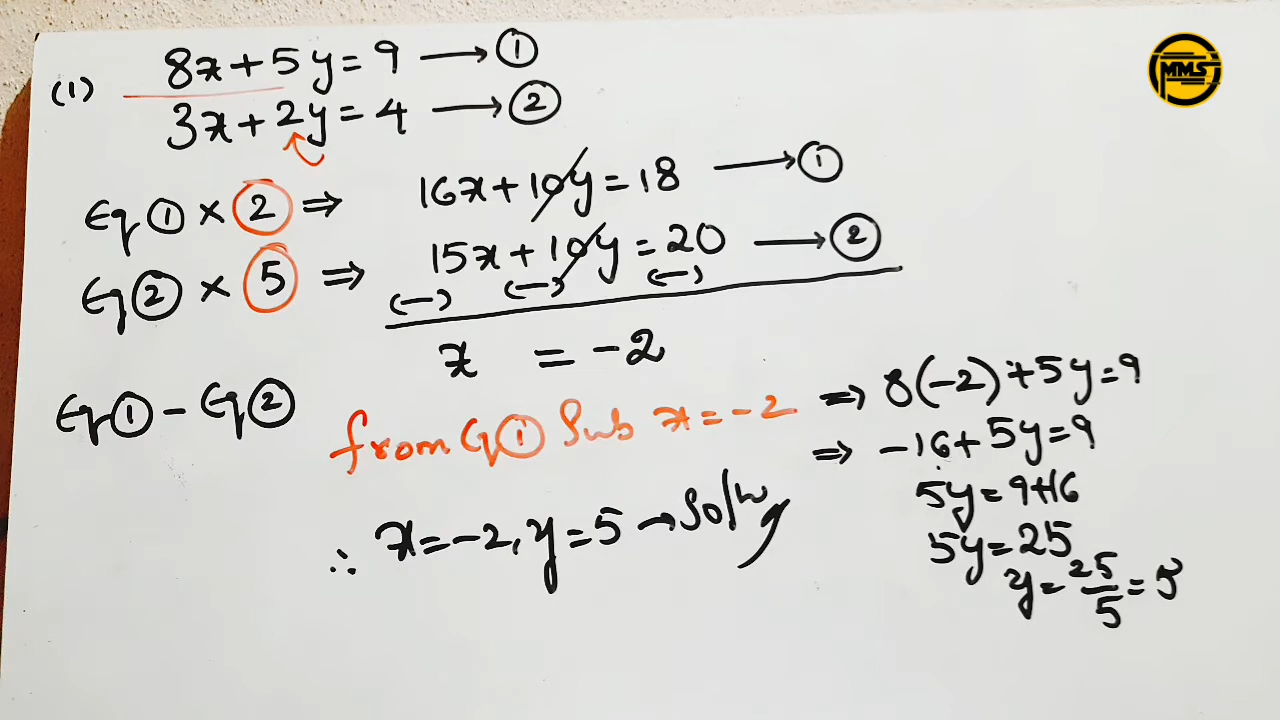 (1) 8x + 5y = 9 → ①
3x + 2y = 4 → ②
Eq ① × 2 ⇒ 16x + 10y = 18 → ①
Eq ② × 5 ⇒ 15x + 10y = 20 → ②
(−) (−) (−)
x = −2
Eq ① − Eq ②
from Eq ① Sub x = −2 ⇒ 8(−2) + 5y = 9
⇒ −16 + 5y = 9
5y = 9+16
5y = 25
y = 25/5 = 5
∴ x = −2, y = 5 → Soln
MMS